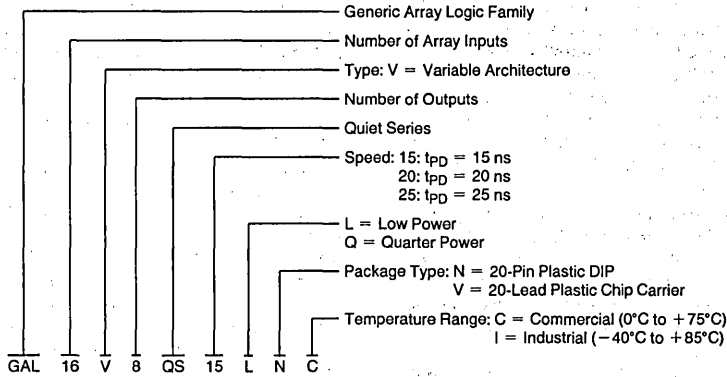 Generic Array Logic Family
Number of Array Inputs
Type: V = Variable Architecture
Number of Outputs
Quiet Series
Speed: 15: tPD = 15 ns
20: tPD = 20 ns
25: tPD = 25 ns
L = Low Power
Q = Quarter Power
Package Type: N = 20-Pin Plastic DIP
V = 20-Lead Plastic Chip Carrier
Temperature Range: C = Commercial (0°C to +75°C)
I = Industrial (−40°C to +85°C)
GAL 16 V 8 QS 15 L N C